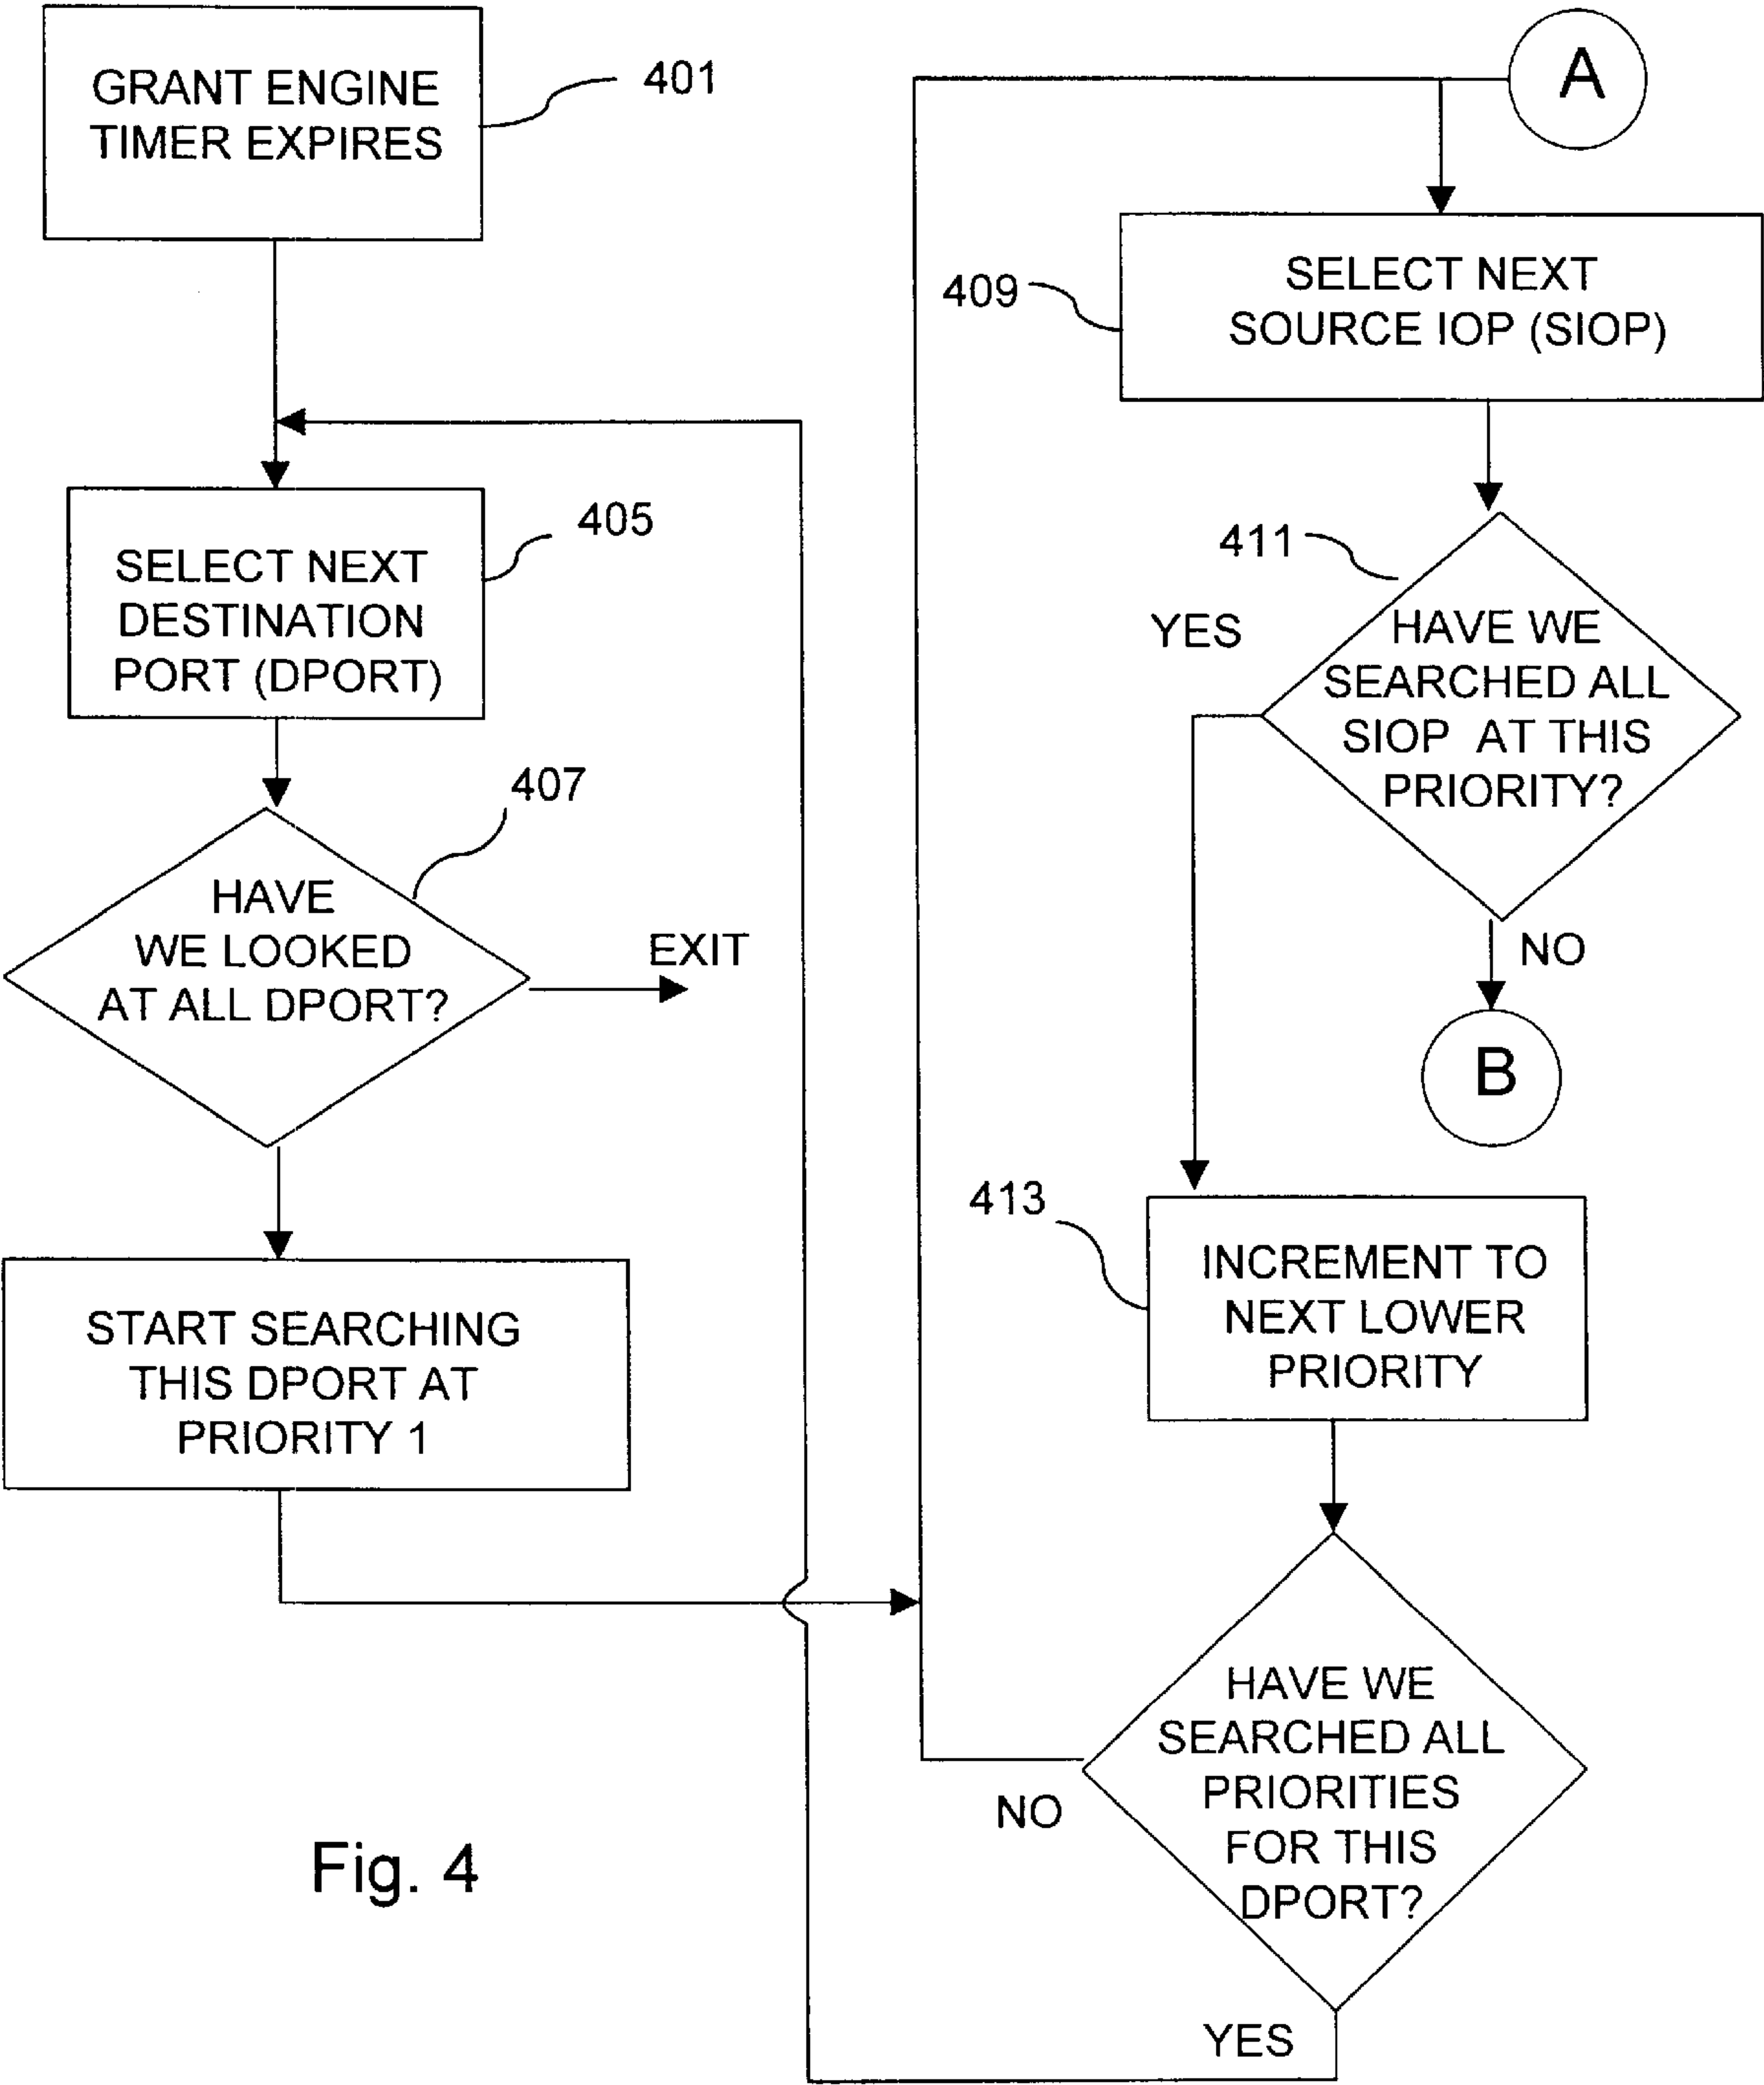 GRANT ENGINE
TIMER EXPIRES
401
SELECT NEXT
DESTINATION
PORT (DPORT)
405
HAVE
WE LOOKED
AT ALL DPORT?
407
EXIT
START SEARCHING
THIS DPORT AT
PRIORITY 1
A
SELECT NEXT
SOURCE IOP (SIOP)
409
411
YES
HAVE WE
SEARCHED ALL
SIOP AT THIS
PRIORITY?
NO
B
413
INCREMENT TO
NEXT LOWER
PRIORITY
HAVE WE
SEARCHED ALL
PRIORITIES
FOR THIS
DPORT?
NO
YES
Fig. 4